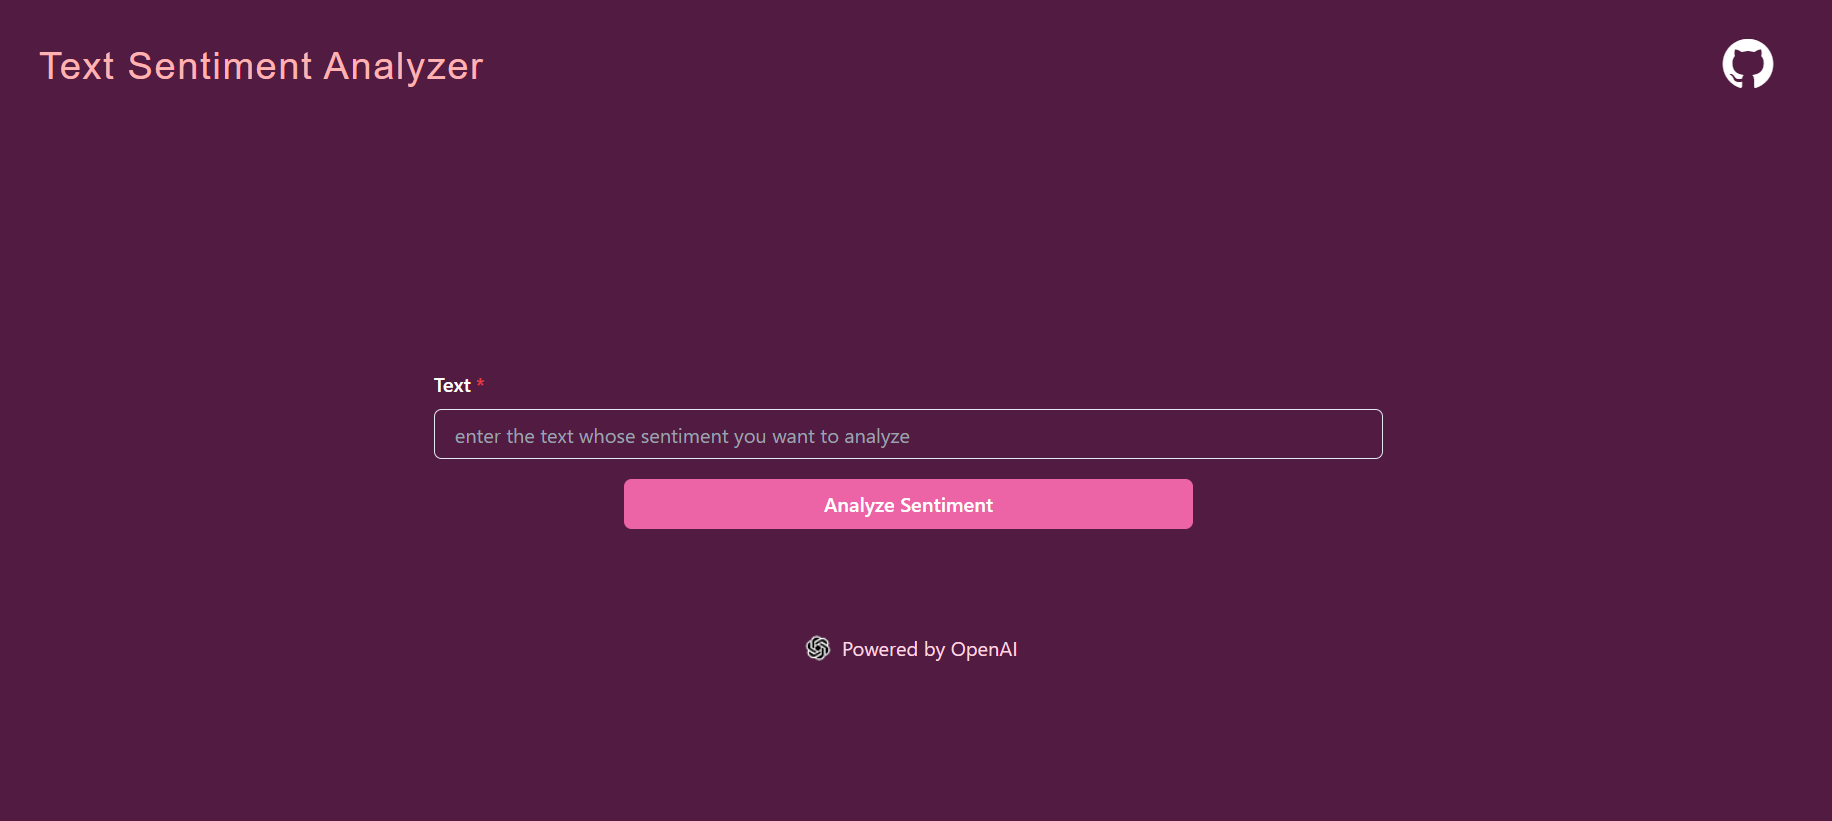 Text Sentiment Analyzer
Text *
enter the text whose sentiment you want to analyze
Analyze Sentiment
Powered by OpenAI